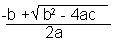 -b + √b² - 4ac
2a